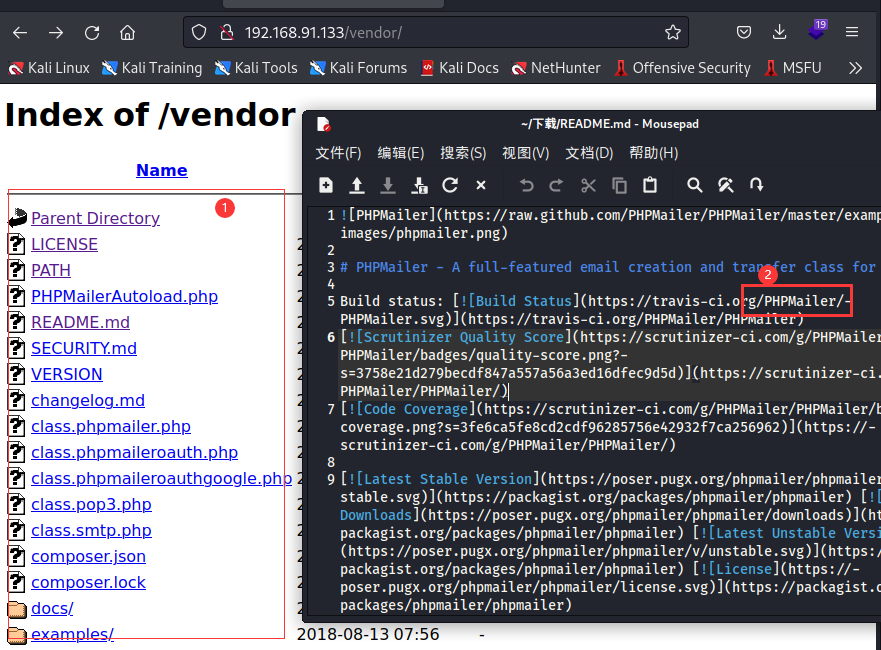 192.168.91.133/vendor/
19
Kali Linux
Kali Training
Kali Tools
Kali Forums
Kali Docs
NetHunter
Offensive Security
MSFU
Index of /vendor
Name
1
Parent Directory
LICENSE
PATH
PHPMailerAutoload.php
README.md
SECURITY.md
VERSION
changelog.md
class.phpmailer.php
class.phpmaileroauth.php
class.phpmaileroauthgoogle.php
class.pop3.php
class.smtp.php
composer.json
composer.lock
docs/
examples/ 2018-08-13 07:56 -
~/下载/README.md - Mousepad
文件(F) 编辑(E) 搜索(S) 视图(V) 文档(D) 帮助(H)
1 ![PHPMailer](https://raw.github.com/PHPMailer/PHPMailer/master/exam
images/phpmailer.png)
2
3 # PHPMailer - A full-featured email creation and transfer class for
2
4
5 Build status: [![Build Status](https://travis-ci.org/PHPMailer/-
PHPMailer.svg)](https://travis-ci.org/PHPMailer/PHPMailer)
6 [![Scrutinizer Quality Score](https://scrutinizer-ci.com/g/PHPMailer
PHPMailer/badges/quality-score.png?-
s=3758e21d279becdf847a557a56a3ed16dfec9d5d)](https://scrutinizer-ci.
PHPMailer/PHPMailer/)
7 [![Code Coverage](https://scrutinizer-ci.com/g/PHPMailer/PHPMailer/b
coverage.png?s=3fe6ca5fe8cd2cdf96285756e42932f7ca256962)](https://-
scrutinizer-ci.com/g/PHPMailer/PHPMailer/)
8
9 [![Latest Stable Version](https://poser.pugx.org/phpmailer/phpmailer
stable.svg)](https://packagist.org/packages/phpmailer/phpmailer) [![
Downloads](https://poser.pugx.org/phpmailer/phpmailer/downloads)](ht
packagist.org/packages/phpmailer/phpmailer) [![Latest Unstable Versi
(https://poser.pugx.org/phpmailer/phpmailer/v/unstable.svg)](https:/
packagist.org/packages/phpmailer/phpmailer) [![License](https://-
poser.pugx.org/phpmailer/phpmailer/license.svg)](https://packagist.o
packages/phpmailer/phpmailer)